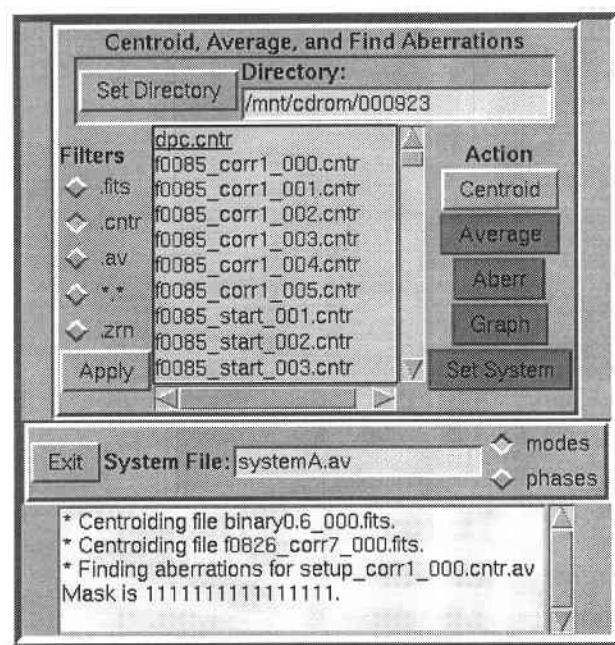 Centroid, Average, and Find Aberrations
Set Directory
Directory:
/mnt/cdrom/000923
Filters
.fits
.cntr
.av
*.*
.zrn
Apply
dpc.cntr
f0085_corr1_000.cntr
f0085_corr1_001.cntr
f0085_corr1_002.cntr
f0085_corr1_003.cntr
f0085_corr1_004.cntr
f0085_corr1_005.cntr
f0085_start_001.cntr
f0085_start_002.cntr
f0085_start_003.cntr
Action
Centroid
Average
Aberr
Graph
Set System
Exit
System File: systemA.av
modes
phases
* Centroiding file binary0.6_000.fits.
* Centroiding file f0826_corr7_000.fits.
* Finding aberrations for setup_corr1_000.cntr.av
Mask is 1111111111111111.